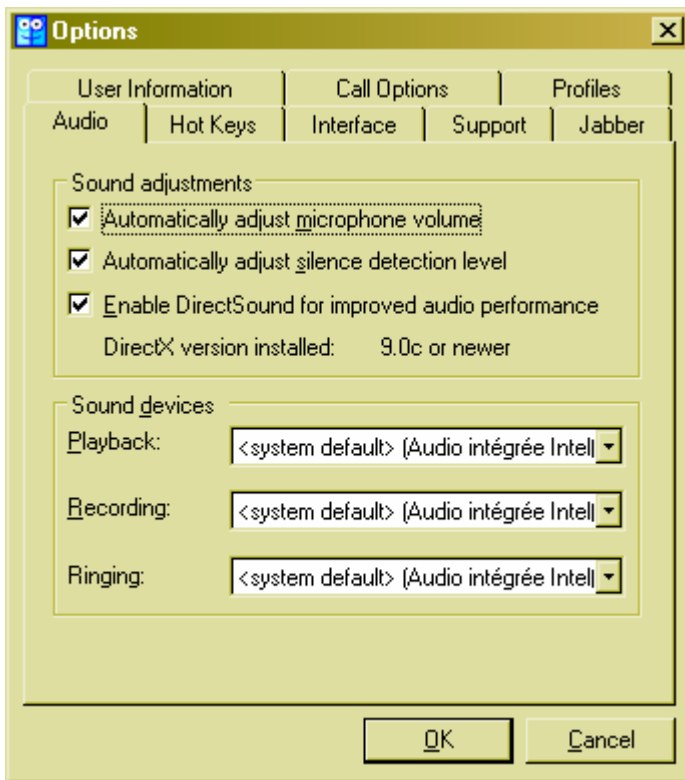 Options
User Information Call Options Profiles
Audio Hot Keys Interface Support Jabber
Sound adjustments
Automatically adjust microphone volume
Automatically adjust silence detection level
Enable DirectSound for improved audio performance
DirectX version installed: 9.0c or newer
Sound devices
Playback: <system default> (Audio intégrée Intel
Recording: <system default> (Audio intégrée Intel
Ringing: <system default> (Audio intégrée Intel
OK Cancel